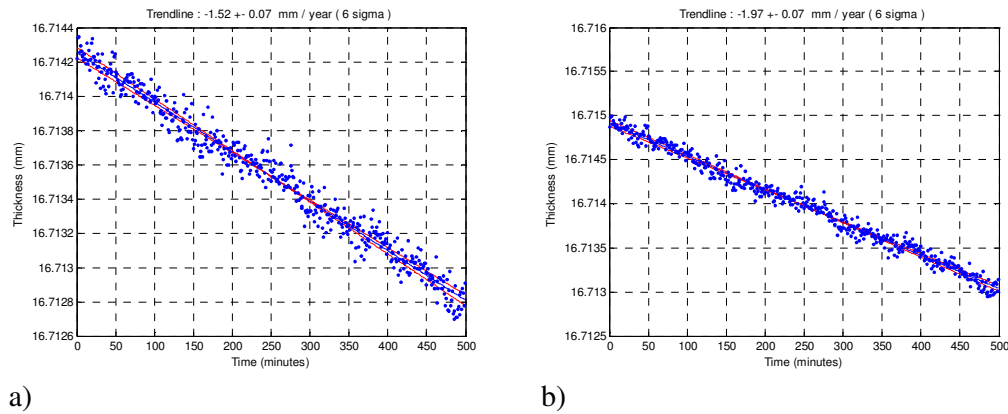 Trendline : -1.52 +- 0.07 mm / year ( 6 sigma )
16.7144
16.7142
16.714
16.7138
16.7136
16.7134
16.7132
16.713
16.7128
16.7126
Thickness (mm)
0 50 100 150 200 250 300 350 400 450 500
Time (minutes)
a)
Trendline : -1.97 +- 0.07 mm / year ( 6 sigma )
16.716
16.7155
16.715
16.7145
16.714
16.7135
16.713
16.7125
Thickness (mm)
0 50 100 150 200 250 300 350 400 450 500
Time (minutes)
b)